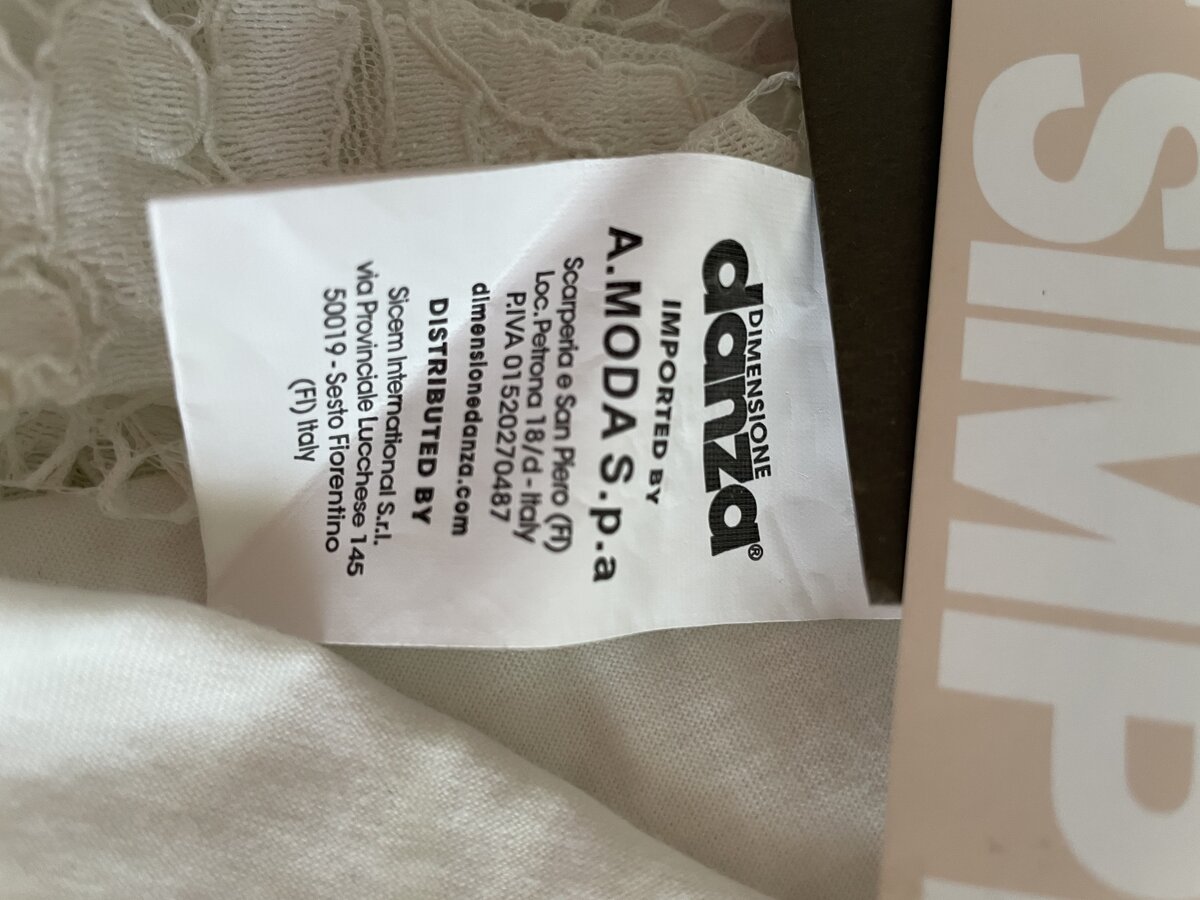 DIMENSIONE
danza®
IMPORTED BY
A.MODA S.p.a
Scarperia e San Piero (FI)
Loc. Petrona 18/d - Italy
P.IVA 01520270487
dimensionedanza.com
DISTRIBUTED BY
Sicem International S.r.l.
via Provinciale Lucchese 145
50019 - Sesto Fiorentino
(FI) Italy
SIMP